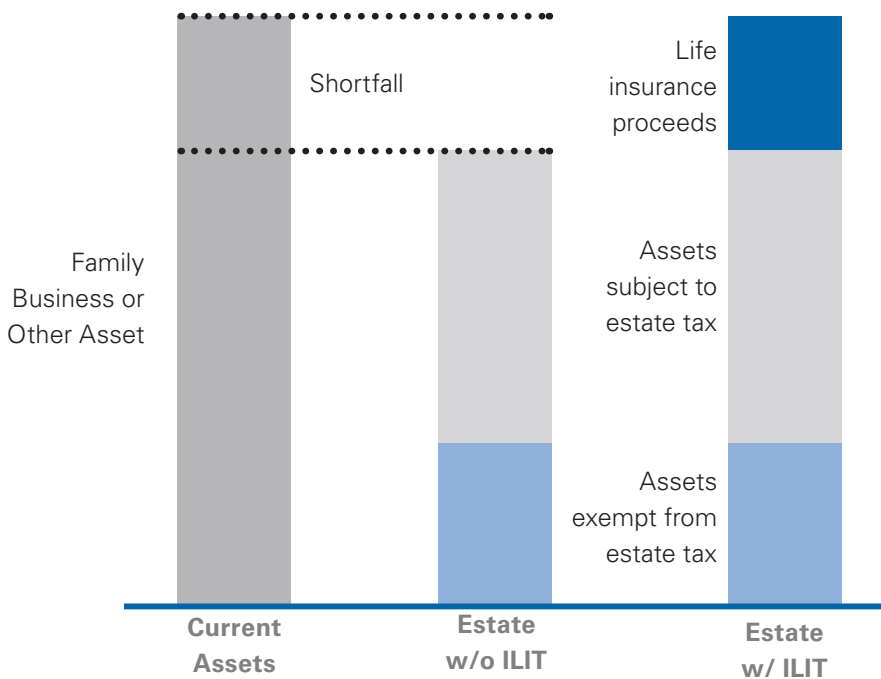 Shortfall
Life
insurance
proceeds
Family
Business or
Other Asset
Assets
subject to
estate tax
Assets
exempt from
estate tax
Current
Assets
Estate
w/o ILIT
Estate
w/ ILIT